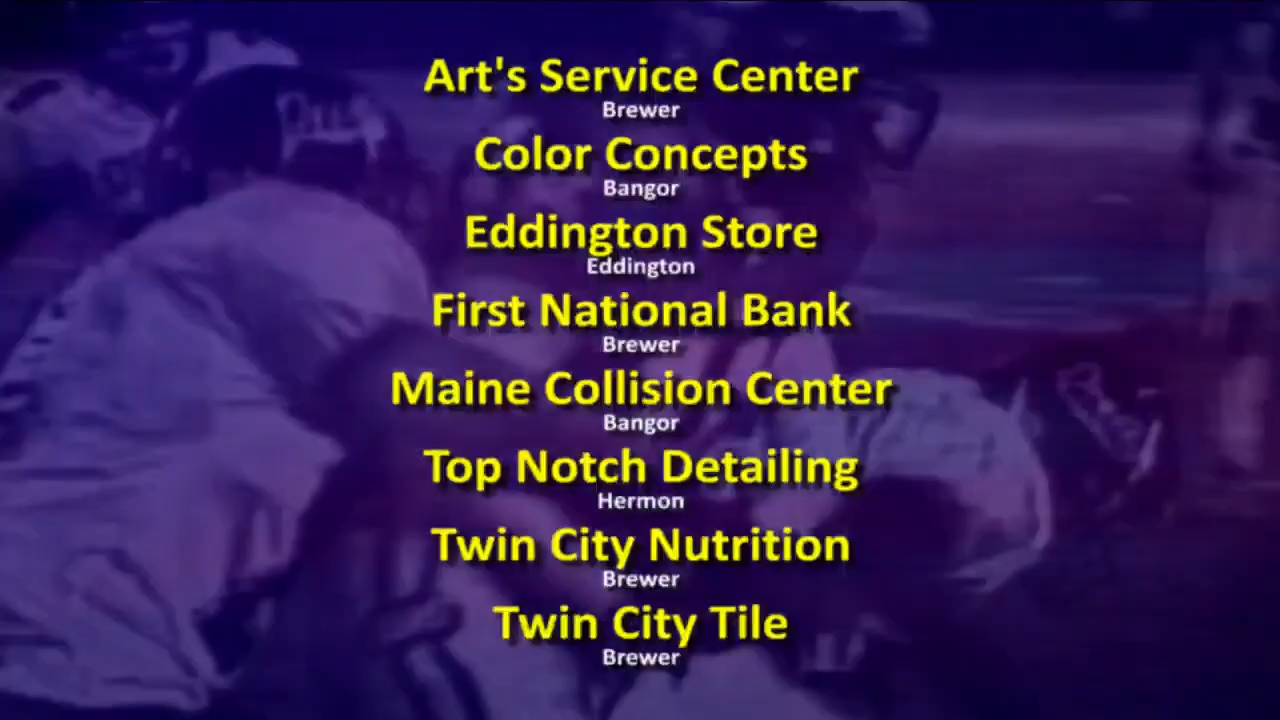 Art's Service Center
Brewer
Color Concepts
Bangor
Eddington Store
Eddington
First National Bank
Brewer
Maine Collision Center
Bangor
Top Notch Detailing
Hermon
Twin City Nutrition
Brewer
Twin City Tile
Brewer